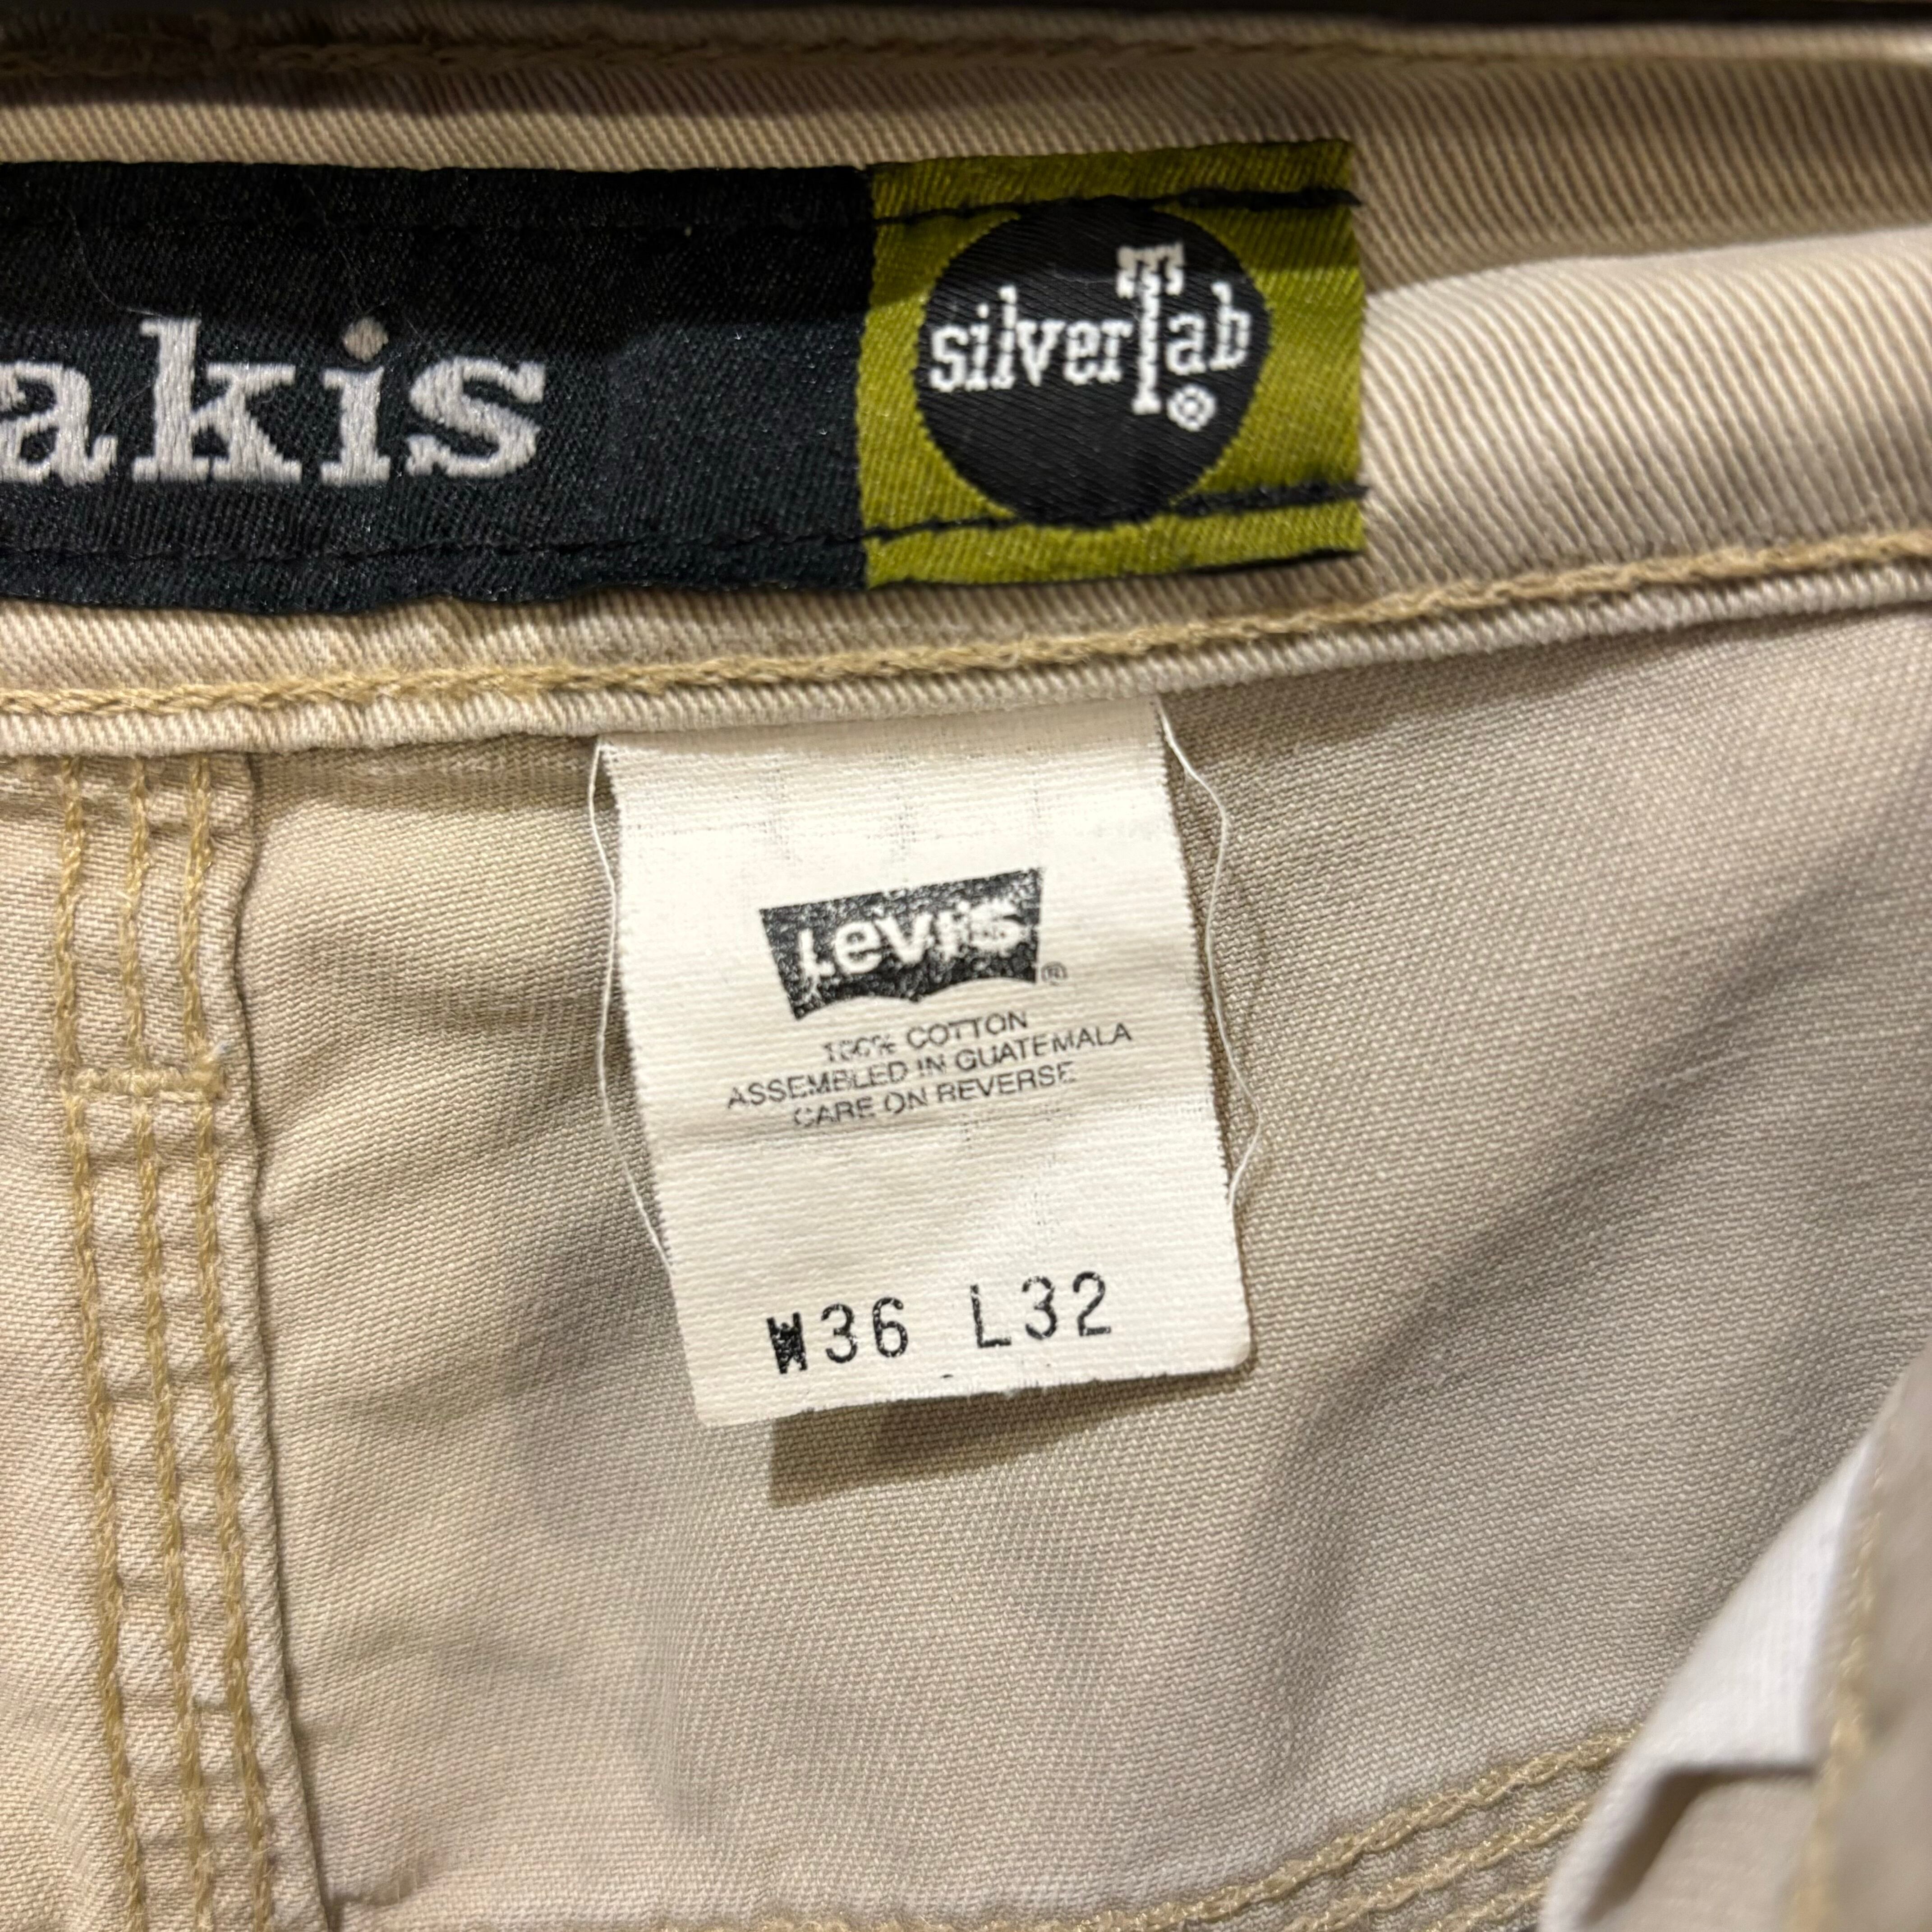 akis
silverTab®
Levi's®
100% COTTON
ASSEMBLED IN GUATEMALA
CARE ON REVERSE
W36 L32